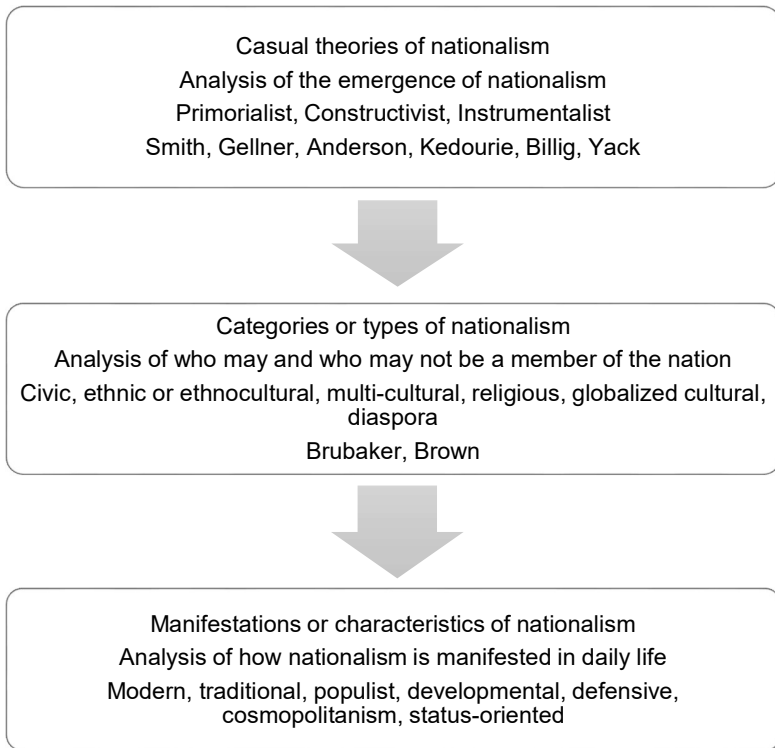 Casual theories of nationalism
Analysis of the emergence of nationalism
Primorialist, Constructivist, Instrumentalist
Smith, Gellner, Anderson, Kedourie, Billig, Yack
Categories or types of nationalism
Analysis of who may and who may not be a member of the nation
Civic, ethnic or ethnocultural, multi-cultural, religious, globalized cultural,
diaspora
Brubaker, Brown
Manifestations or characteristics of nationalism
Analysis of how nationalism is manifested in daily life
Modern, traditional, populist, developmental, defensive,
cosmopolitanism, status-oriented